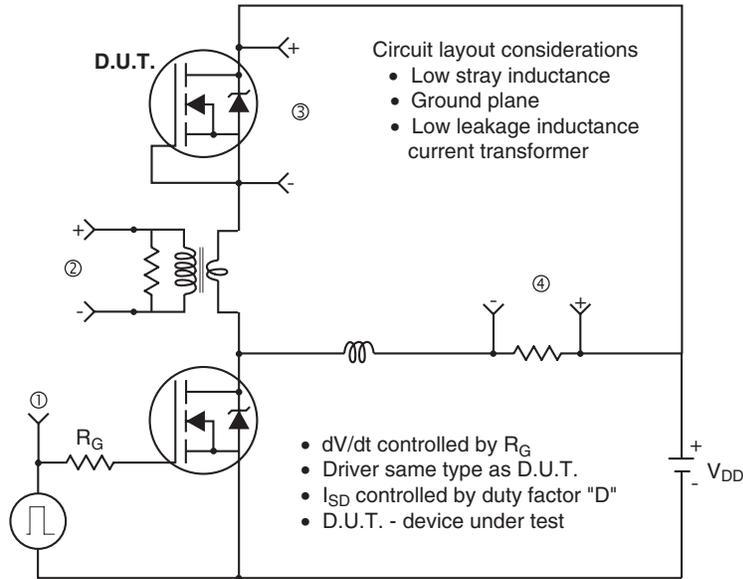 D.U.T.
+
③
-
Circuit layout considerations
• Low stray inductance
• Ground plane
• Low leakage inductance
current transformer
+
②
-
④
-
+
①
R_G
• dV/dt controlled by R_G
• Driver same type as D.U.T.
• I_SD controlled by duty factor "D"
• D.U.T. - device under test
+
V_DD
-